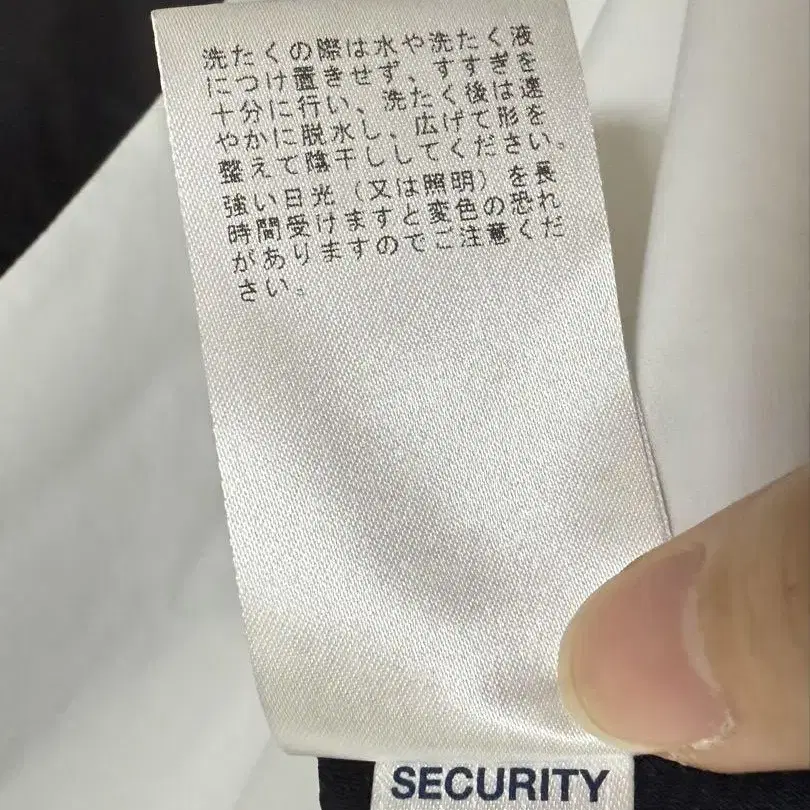 洗たくの際は水や洗たく液
につけ置きせず、すすぎを
十分に行い、洗たく後は速
やかに脱水し、広げて形を
整えて陰干ししてください。
強い日光(又は照明)を長
時間受けますと変色の恐れ
がありますのでご注意くだ
さい。
SECURITY